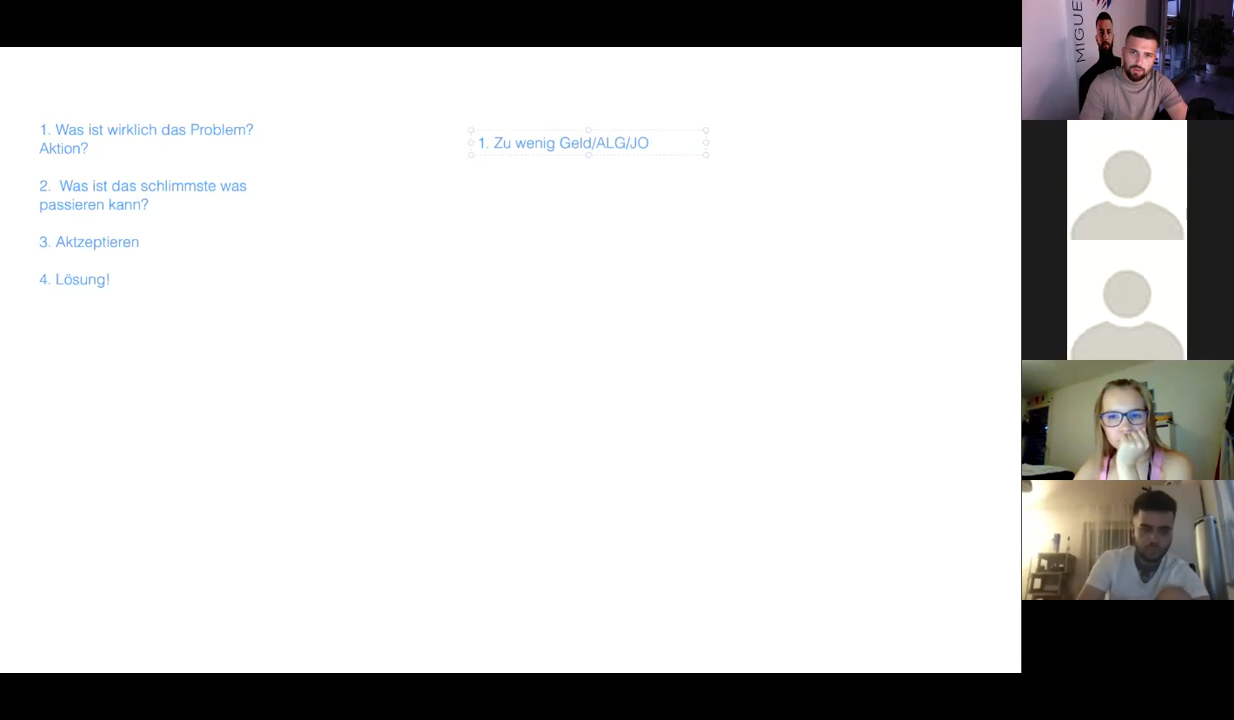 1. Was ist wirklich das Problem?
Aktion?
2.  Was ist das schlimmste was
passieren kann?
3. Aktzeptieren
4. Lösung!
1. Zu wenig Geld/ALG/JO
MIGUE